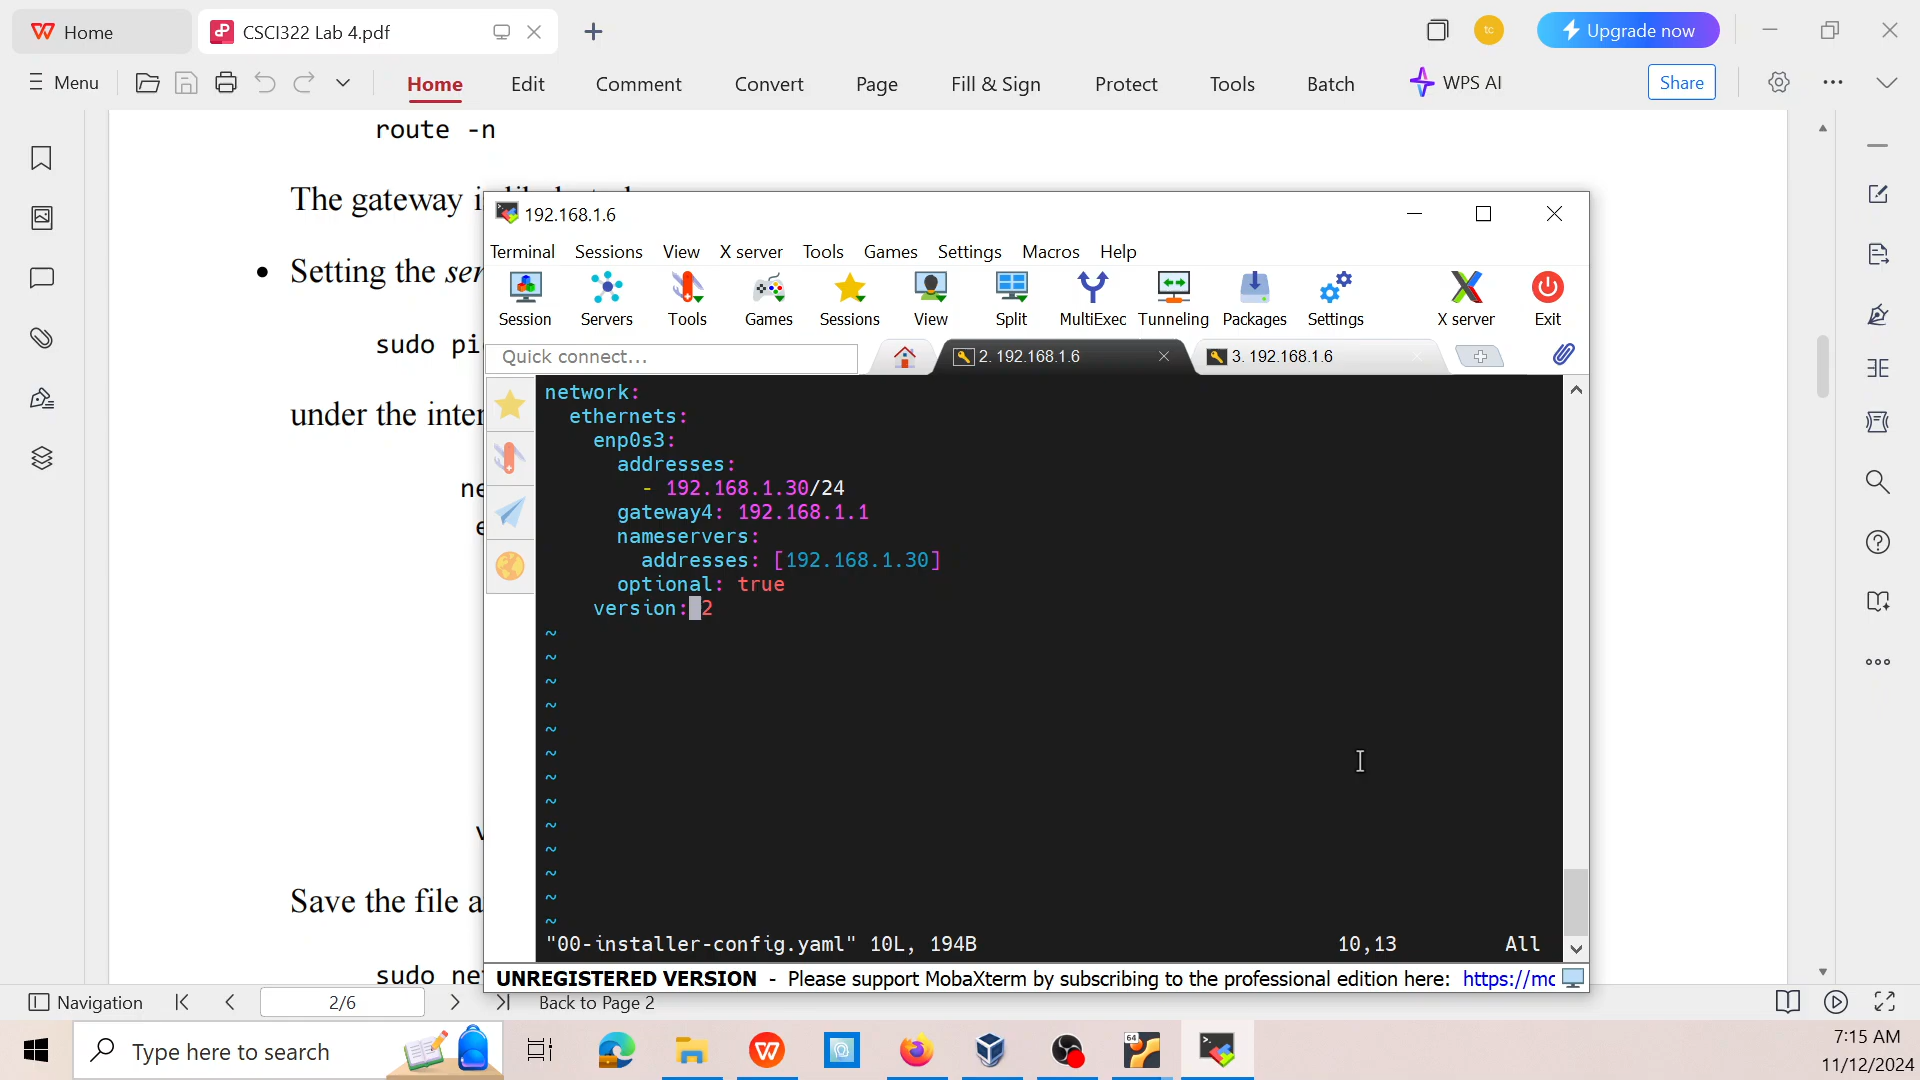 Home
CSCI322 Lab 4.pdf
tc
Upgrade now
Menu
Home
Edit
Comment
Convert
Page
Fill & Sign
Protect
Tools
Batch
WPS AI
Share
route -n
The gateway
• Setting the
sudo
under the
Save the file
sudo
192.168.1.6
Terminal Sessions View X server Tools Games Settings Macros Help
Session Servers Tools Games Sessions View Split MultiExec Tunneling Packages Settings X server Exit
Quick connect...
2. 192.168.1.6
3. 192.168.1.6
network:
ethernets:
enp0s3:
addresses:
- 192.168.1.30/24
gateway4: 192.168.1.1
nameservers:
addresses: [192.168.1.30]
optional: true
version: 2
~
~
~
~
~
~
~
~
~
~
~
~
~
"00-installer-config.yaml" 10L, 194B 10,13 All
UNREGISTERED VERSION - Please support MobaXterm by subscribing to the professional edition here: https://mc
Navigation
2/6
Back to Page 2
Type here to search
64
7:15 AM
11/12/2024